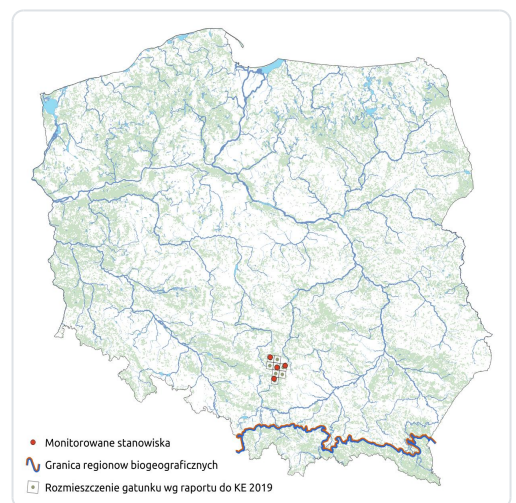 Monitorowane stanowiska
Granica regionow biogeograficznych
Rozmieszczenie gatunku wg raportu do KE 2019